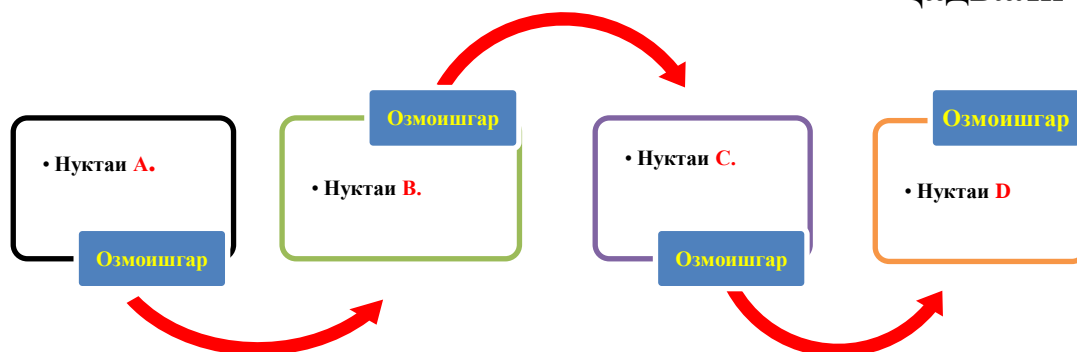 Озмоишгар
Озмоишгар
• Нуктаи А.
• Нуктаи В.
• Нуктаи С.
• Нуктаи D
Озмоишгар
Озмоишгар